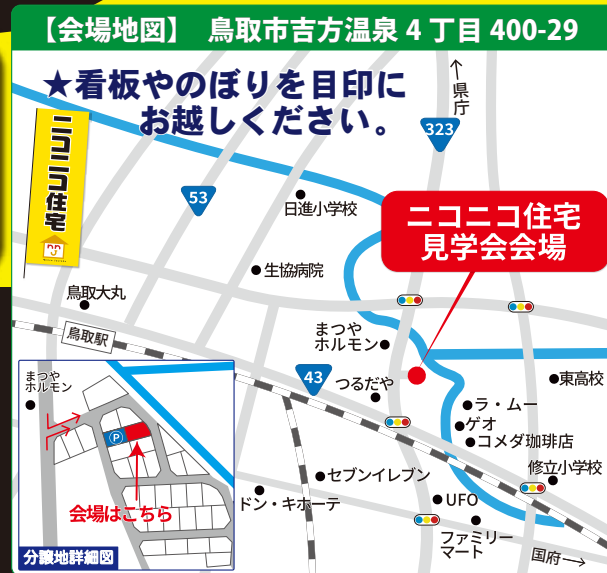 【会場地図】 鳥取市吉方温泉4丁目400-29
★看板やのぼりを目印に
お越しください。
ニコニコ住宅
↑県庁
323
53
日進小学校
ニコニコ住宅
見学会会場
生協病院
鳥取大丸
鳥取駅
まつや
ホルモン
43
つるだや
東高校
ラ・ムー
ゲオ
コメダ珈琲店
修立小学校
セブンイレブン
ドン・キホーテ
UFO
ファミリー
マート
国府→
まつや
ホルモン
P
会場はこちら
分譲地詳細図